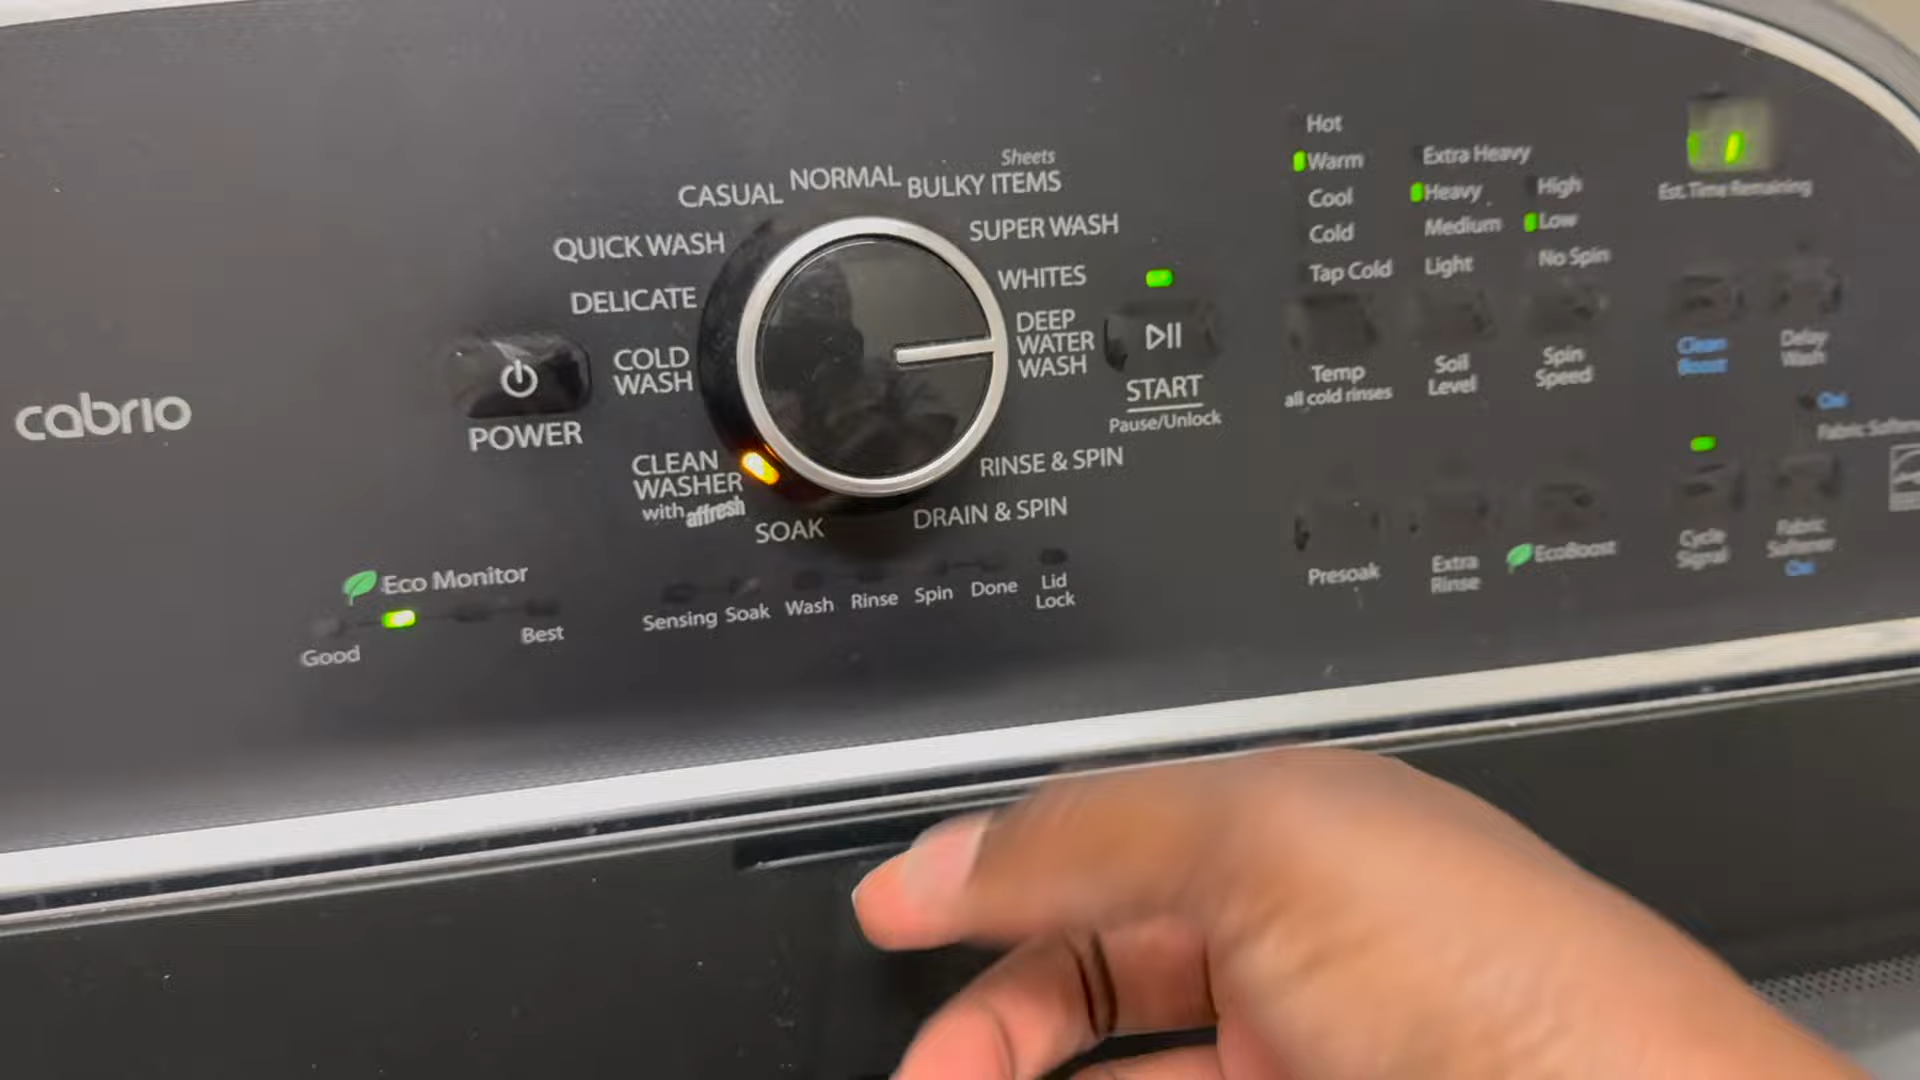 cabrio
POWER
Sheets
CASUAL
NORMAL
BULKY ITEMS
QUICK WASH
SUPER WASH
DELICATE
WHITES
COLD
WASH
DEEP
WATER
WASH
CLEAN
WASHER
with affresh
RINSE & SPIN
SOAK
DRAIN & SPIN
START
Pause/Unlock
Eco Monitor
Good
Best
Sensing
Soak
Wash
Rinse
Spin
Done
Lid
Lock
Hot
Warm
Cool
Cold
Tap Cold
Extra Heavy
Heavy
Medium
Light
High
Low
No Spin
Est. Time Remaining
Temp
all cold rinses
Soil
Level
Spin
Speed
Clean
Boost
Delay
Wash
Presoak
Extra
Rinse
EcoBoost
Cycle
Signal
Fabric Soften
Fabric
Softener